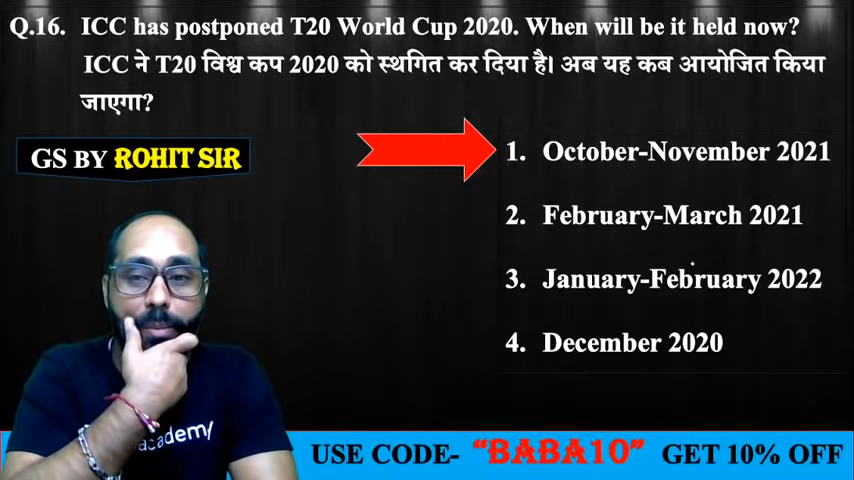 Q.16. ICC has postponed T20 World Cup 2020. When will be it held now?
ICC ने T20 विश्व कप 2020 को स्थगित कर दिया है। अब यह कब आयोजित किया
जाएगा?
GS BY ROHIT SIR
1. October-November 2021
2. February-March 2021
3. January-February 2022
4. December 2020
academy
USE CODE- “BABA10” GET 10% OFF